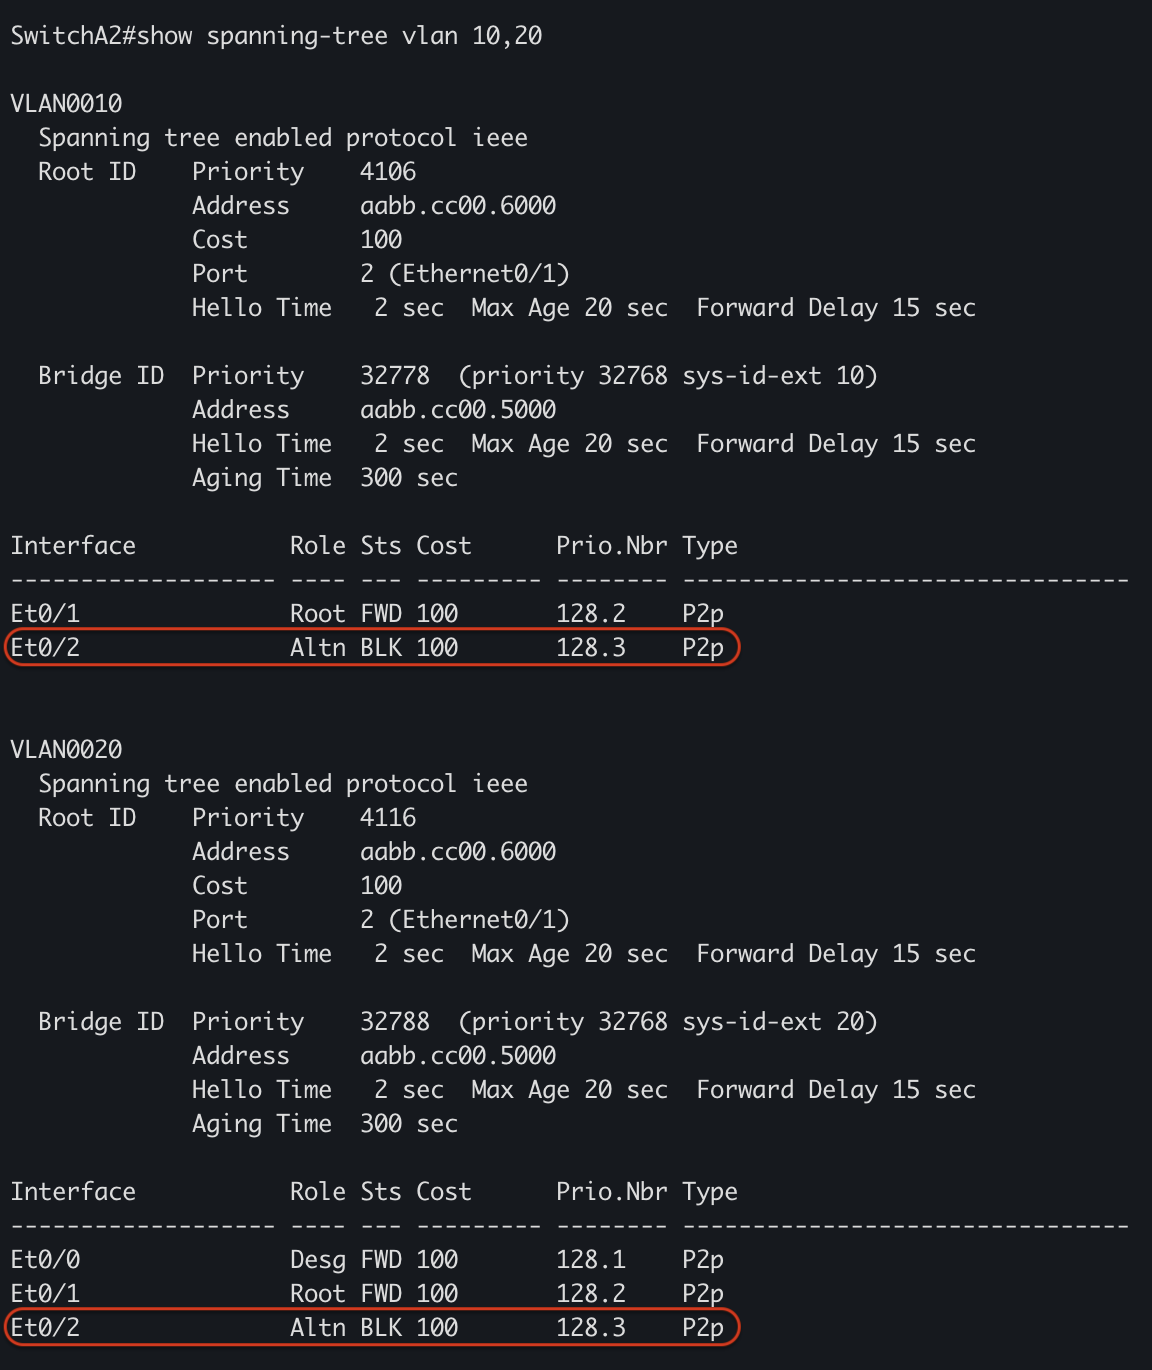 SwitchA2#show spanning-tree vlan 10,20
VLAN0010
  Spanning tree enabled protocol ieee
  Root ID    Priority    4106
             Address     aabb.cc00.6000
             Cost        100
             Port        2 (Ethernet0/1)
             Hello Time   2 sec  Max Age 20 sec  Forward Delay 15 sec
  Bridge ID  Priority    32778  (priority 32768 sys-id-ext 10)
             Address     aabb.cc00.5000
             Hello Time   2 sec  Max Age 20 sec  Forward Delay 15 sec
             Aging Time  300 sec
Interface           Role Sts Cost      Prio.Nbr Type
------------------- ---- --- --------- -------- --------------------------------
Et0/1               Root FWD 100       128.2    P2p
Et0/2               Altn BLK 100       128.3    P2p
VLAN0020
  Spanning tree enabled protocol ieee
  Root ID    Priority    4116
             Address     aabb.cc00.6000
             Cost        100
             Port        2 (Ethernet0/1)
             Hello Time   2 sec  Max Age 20 sec  Forward Delay 15 sec
  Bridge ID  Priority    32788  (priority 32768 sys-id-ext 20)
             Address     aabb.cc00.5000
             Hello Time   2 sec  Max Age 20 sec  Forward Delay 15 sec
             Aging Time  300 sec
Interface           Role Sts Cost      Prio.Nbr Type
------------------- ---- --- --------- -------- --------------------------------
Et0/0               Desg FWD 100       128.1    P2p
Et0/1               Root FWD 100       128.2    P2p
Et0/2               Altn BLK 100       128.3    P2p